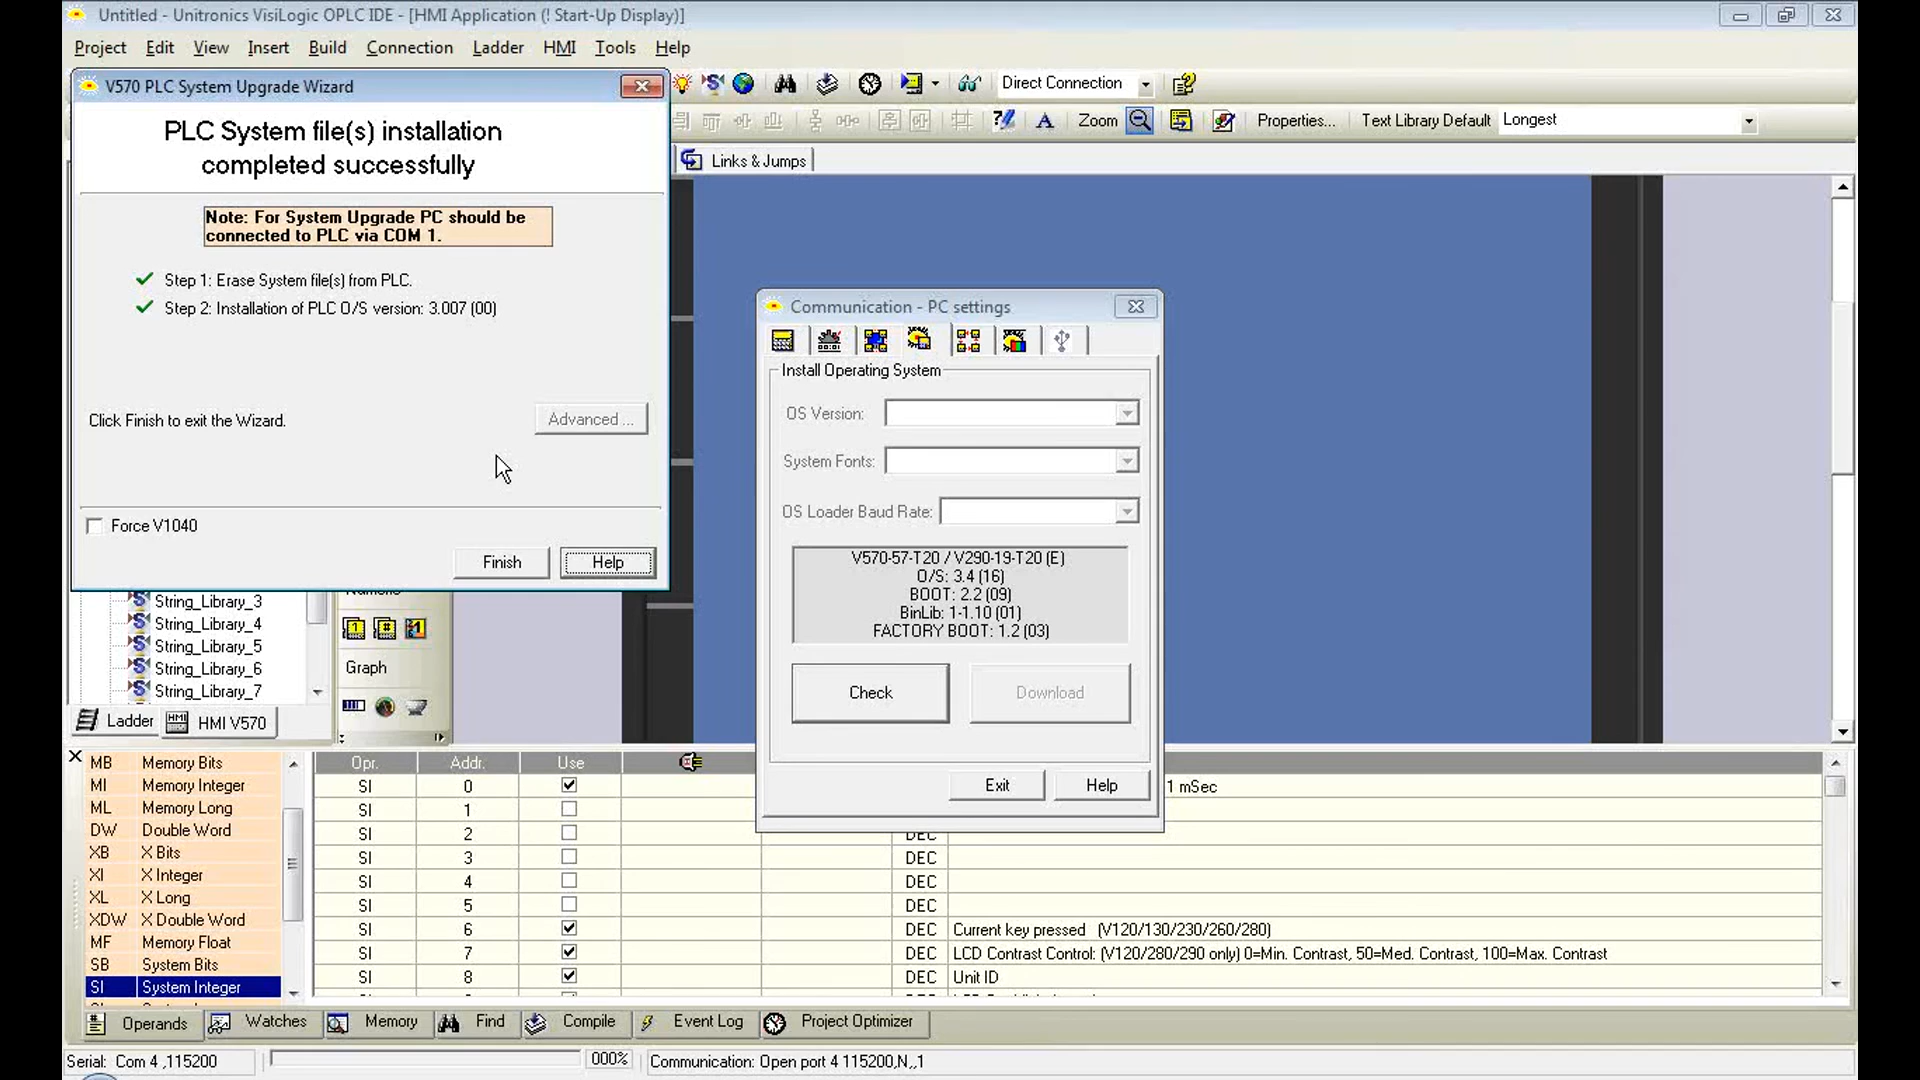 Untitled - Unitronics VisiLogic OPLC IDE - [HMI Application (! Start-Up Display)]
Project Edit View Insert Build Connection Ladder HMI Tools Help
V570 PLC System Upgrade Wizard
Direct Connection
PLC System file(s) installation
completed successfully
Zoom Properties... Text Library Default Longest
Links & Jumps
Note: For System Upgrade PC should be
connected to PLC via COM 1.
Step 1: Erase System file(s) from PLC.
Step 2: Installation of PLC O/S version: 3.007 (00)
Click Finish to exit the Wizard.
Advanced ...
Force V1040
Finish Help
Communication - PC settings
Install Operating System
OS Version:
System Fonts:
OS Loader Baud Rate:
V570-57-T20 / V290-19-T20 (E)
O/S: 3.4 (16)
BOOT: 2.2 (09)
BinLib: 1-1.10 (01)
FACTORY BOOT: 1.2 (03)
Check Download
Exit Help
String_Library_3
String_Library_4
String_Library_5
String_Library_6
String_Library_7
Graph
Ladder HMI V570
MB Memory Bits
MI Memory Integer
ML Memory Long
DW Double Word
XB X Bits
XI X Integer
XL X Long
XDW X Double Word
MF Memory Float
SB System Bits
SI System Integer
Opr. Addr. Use
SI 0 1 mSec
SI 1
SI 2 DEC
SI 3 DEC
SI 4 DEC
SI 5 DEC
SI 6 DEC Current key pressed (V120/130/230/260/280)
SI 7 DEC LCD Contrast Control: (V120/280/290 only) 0=Min. Contrast, 50=Med. Contrast, 100=Max. Contrast
SI 8 DEC Unit ID
Operands Watches Memory Find Compile Event Log Project Optimizer
Serial: Com 4 ,115200 000% Communication: Open port 4 115200,N,,1